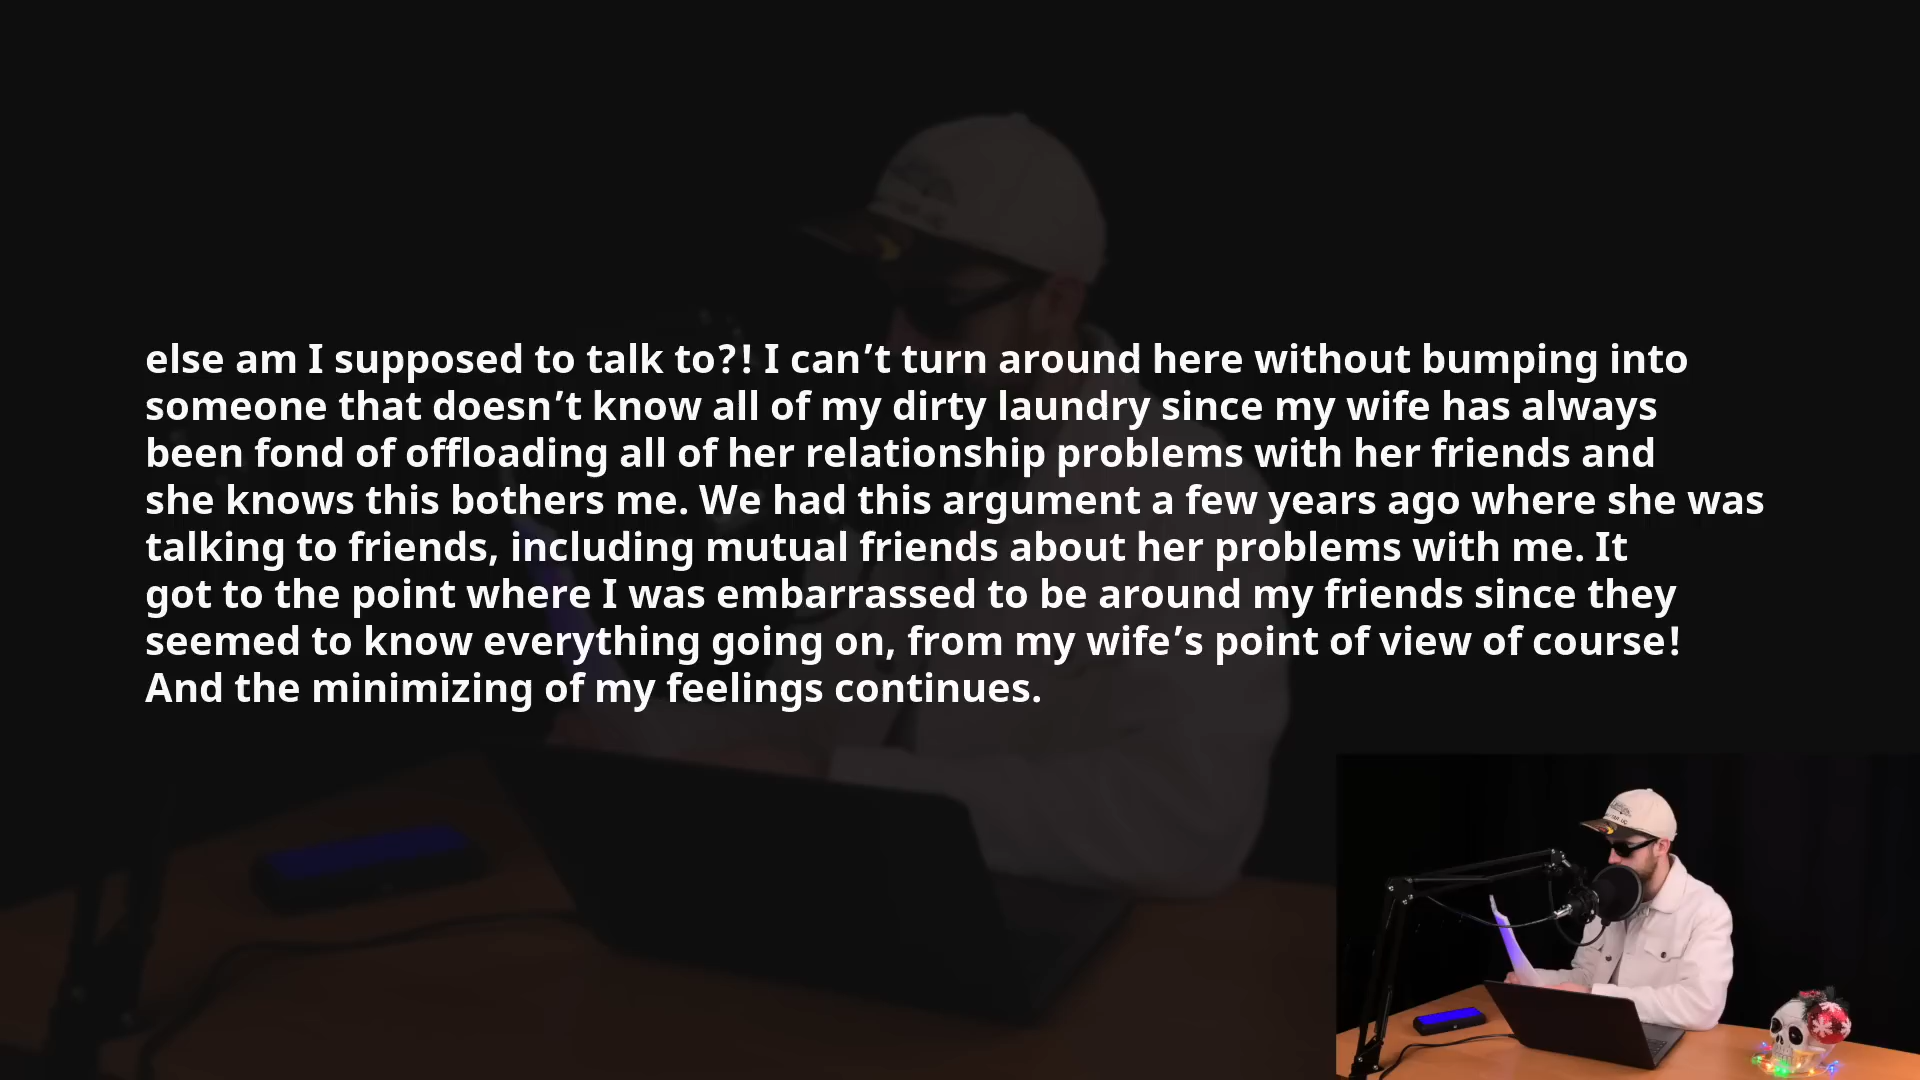 else am I supposed to talk to?! I can’t turn around here without bumping into
someone that doesn’t know all of my dirty laundry since my wife has always
been fond of offloading all of her relationship problems with her friends and
she knows this bothers me. We had this argument a few years ago where she was
talking to friends, including mutual friends about her problems with me. It
got to the point where I was embarrassed to be around my friends since they
seemed to know everything going on, from my wife’s point of view of course!
And the minimizing of my feelings continues.